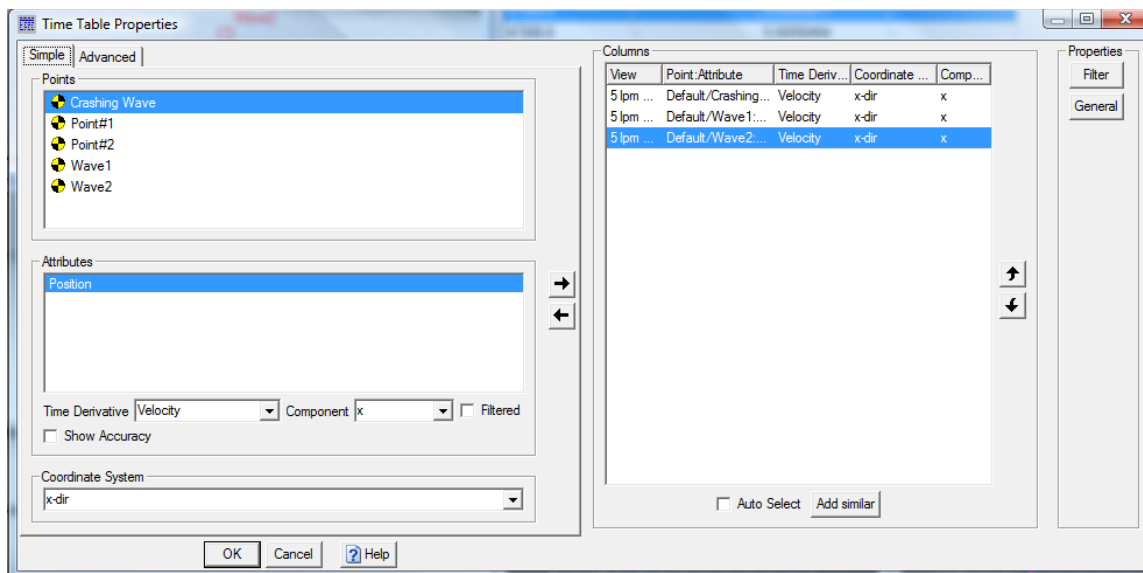 Time Table Properties
Simple
Advanced
Points
Crashing Wave
Point#1
Point#2
Wave1
Wave2
Attributes
Position
Time Derivative Velocity Component x Filtered
Show Accuracy
Coordinate System
x-dir
OK Cancel Help
Columns
View Point:Attribute Time Deriv... Coordinate ... Comp...
5 lpm ... Default/Crashing... Velocity x-dir x
5 lpm ... Default/Wave1:... Velocity x-dir x
5 lpm ... Default/Wave2:... Velocity x-dir x
Auto Select Add similar
Properties
Filter
General